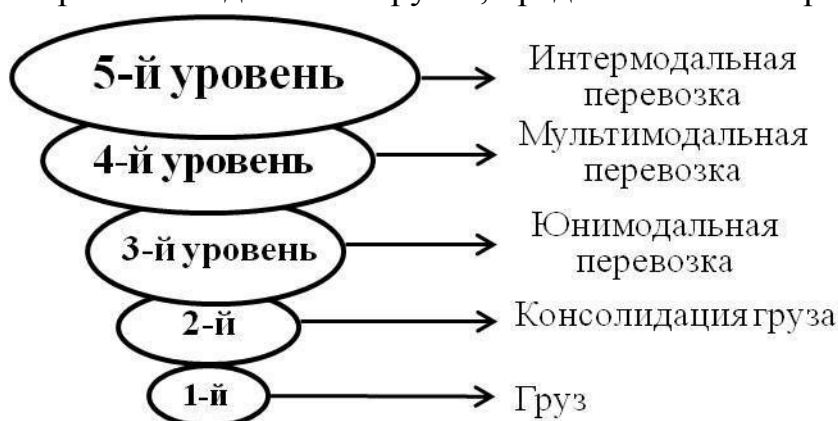 5-й уровень
Интермодальная
перевозка
4-й уровень
Мультимодальная
перевозка
3-й уровень
Юнимодальная
перевозка
2-й
Консолидация груза
1-й
Груз